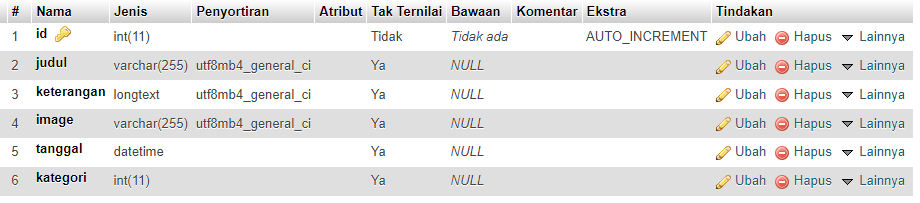 # Nama Jenis Penyortiran Atribut Tak Ternilai Bawaan Komentar Ekstra Tindakan
1 id int(11) Tidak Tidak ada AUTO_INCREMENT Ubah Hapus Lainnya
2 judul varchar(255) utf8mb4_general_ci Ya NULL Ubah Hapus Lainnya
3 keterangan longtext utf8mb4_general_ci Ya NULL Ubah Hapus Lainnya
4 image varchar(255) utf8mb4_general_ci Ya NULL Ubah Hapus Lainnya
5 tanggal datetime Ya NULL Ubah Hapus Lainnya
6 kategori int(11) Ya NULL Ubah Hapus Lainnya